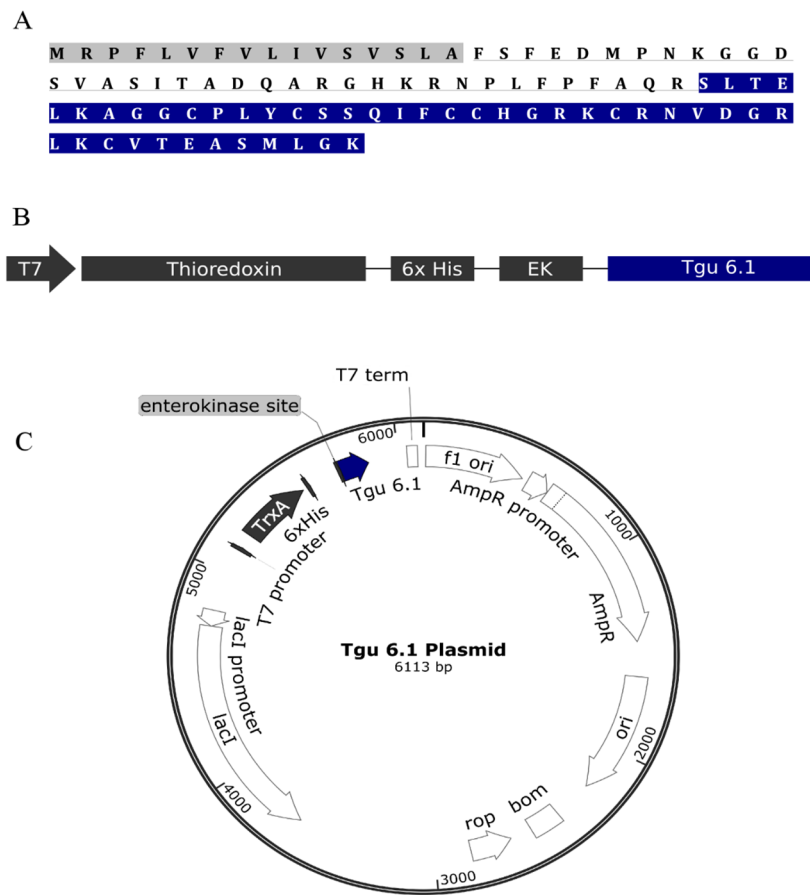 A
M R P F L V F V L I V S V S L A F S F E D M P N K G G D
S V A S I T A D Q A R G H K R N P L F P F A Q R S L T E
L K A G G C P L Y C S S Q I F C C H G R K C R N V D G R
L K C V T E A S M L G K
B
T7 Thioredoxin 6x His EK Tgu 6.1
C
T7 term
enterokinase site
6000
f1 ori
Tgu 6.1
AmpR promoter
TrxA
6xHis
1000
T7 promoter
5000
AmpR
lacI promoter
Tgu 6.1 Plasmid
6113 bp
lacI
ori
2000
4000
bom
rop
3000